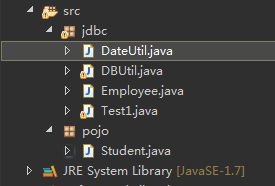 src
jdbc
DateUtil.java
DBUtil.java
Employee.java
Test1.java
pojo
Student.java
JRE System Library [JavaSE-1.7]